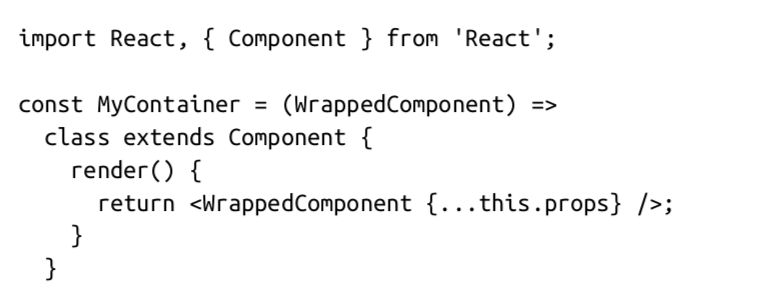 import React, { Component } from 'React';

const MyContainer = (WrappedComponent) =>
  class extends Component {
    render() {
      return <WrappedComponent {...this.props} />;
    }
  }